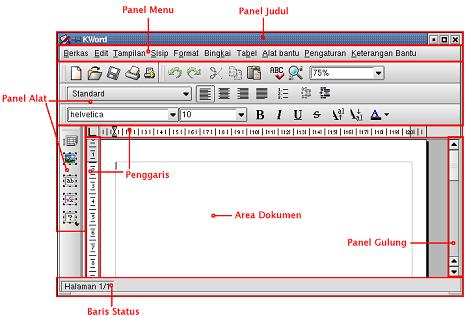 Panel Judul
Panel Menu
KWord
Berkas Edit Tampilan Sisip Format Bingkai Tabel Alat bantu Pengaturan Keterangan Bantu
ABC 75%
Panel Alat
Standard
helvetica 10 B I U S A
Penggaris
Area Dokumen
Panel Gulung
Halaman 1/1
Baris Status